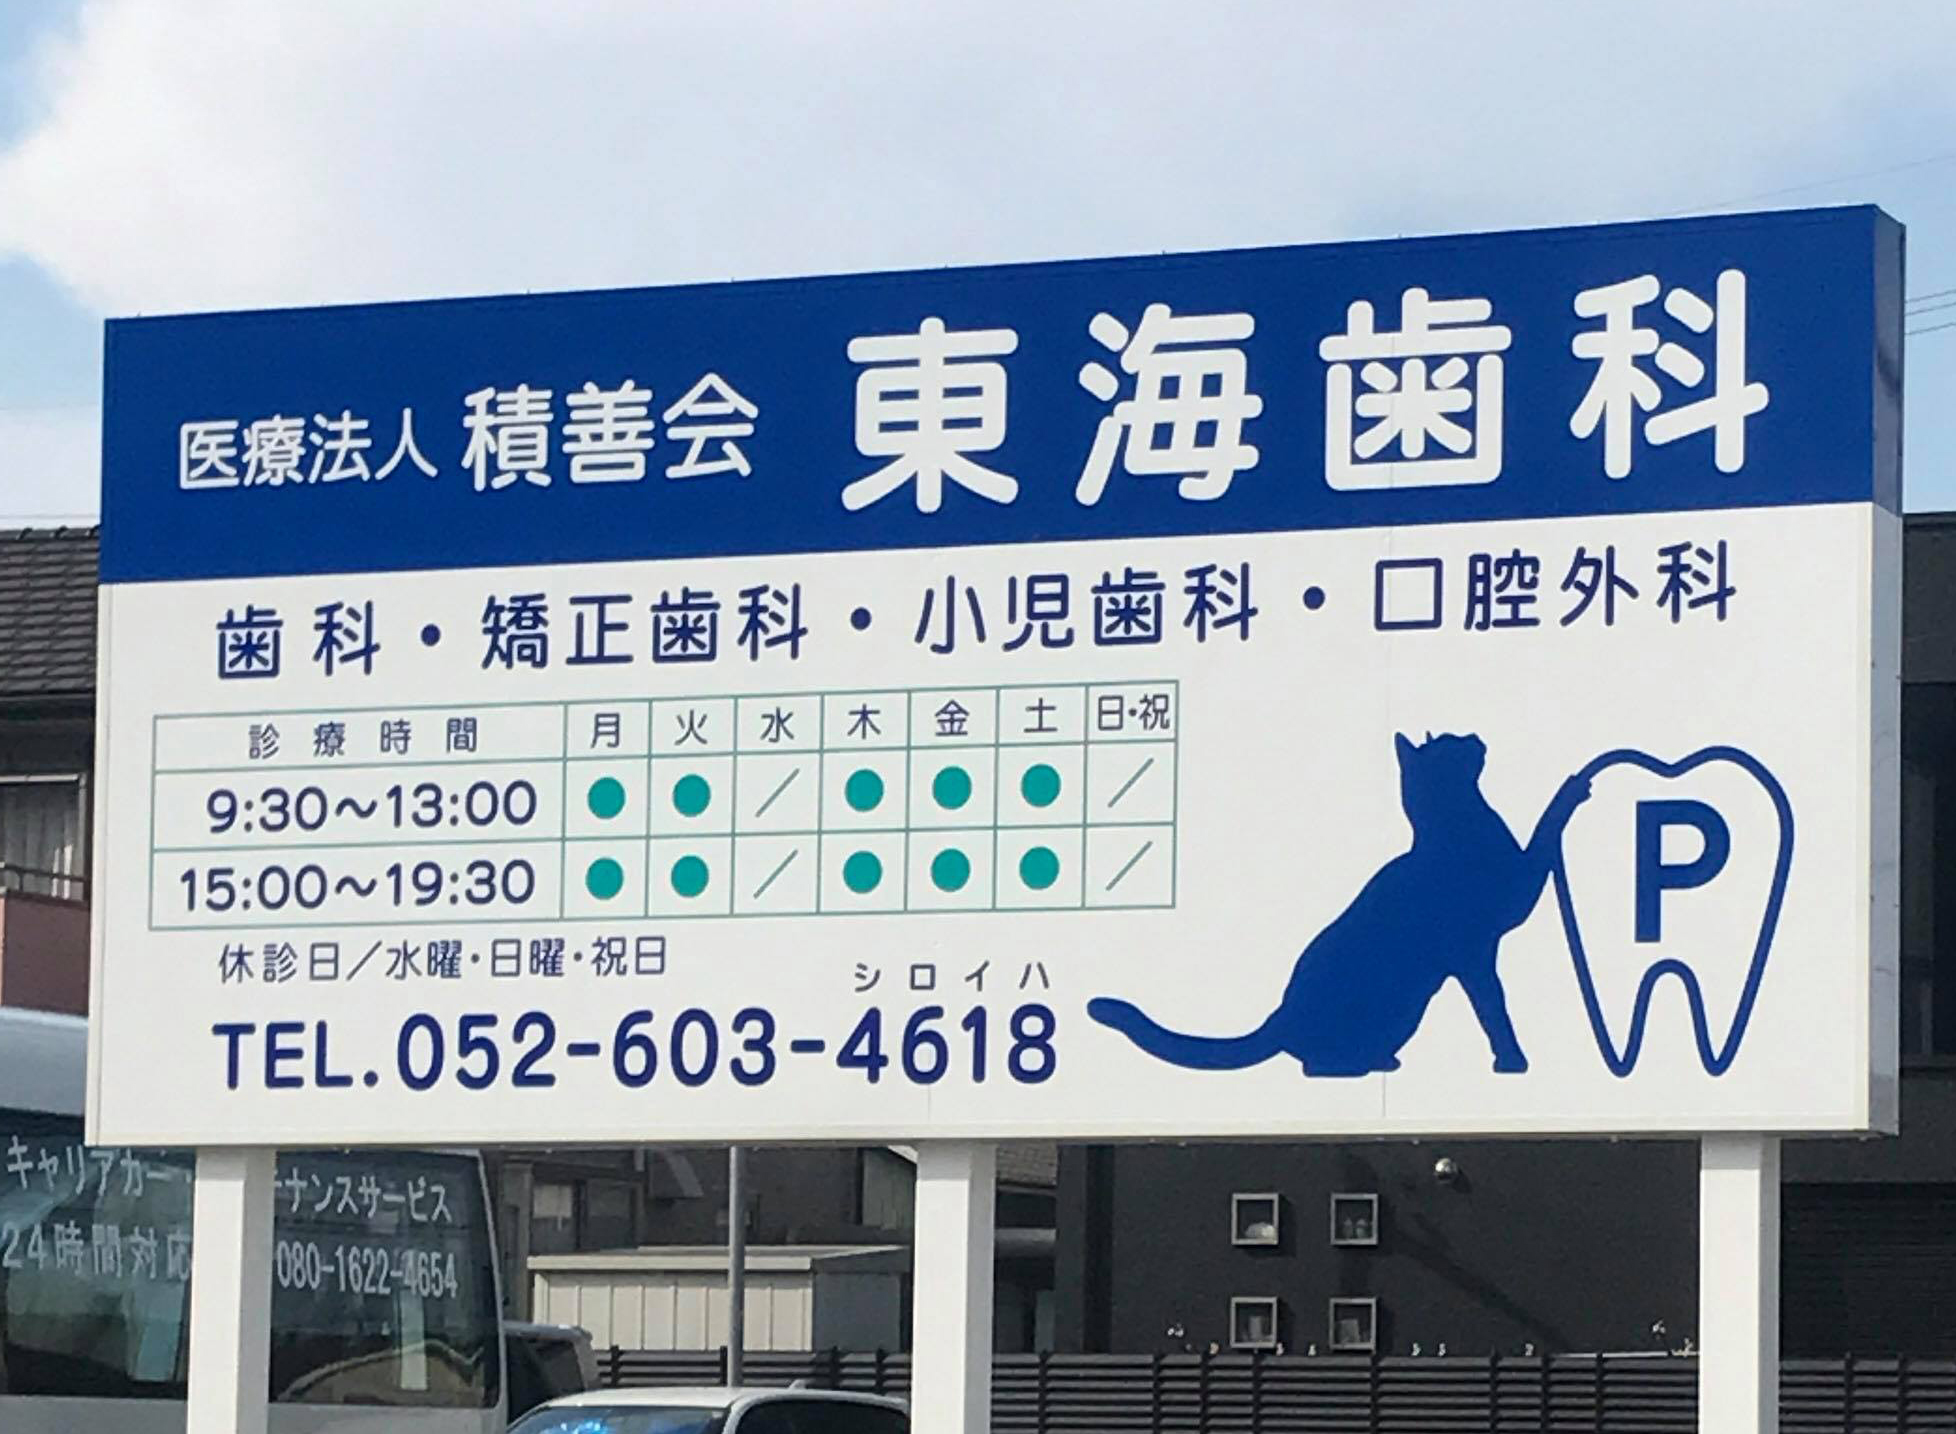 医療法人 積善会 東海歯科
歯科・矯正歯科・小児歯科・口腔外科
診療時間 月 火 水 木 金 土 日・祝
9:30〜13:00 ● ● ／ ● ● ● ／
15:00〜19:30 ● ● ／ ● ● ● ／
休診日／水曜・日曜・祝日
シロイハ
TEL.052-603-4618
P
キャリアカー・ ーナンスサービス
24時間対応 080-1622-4654